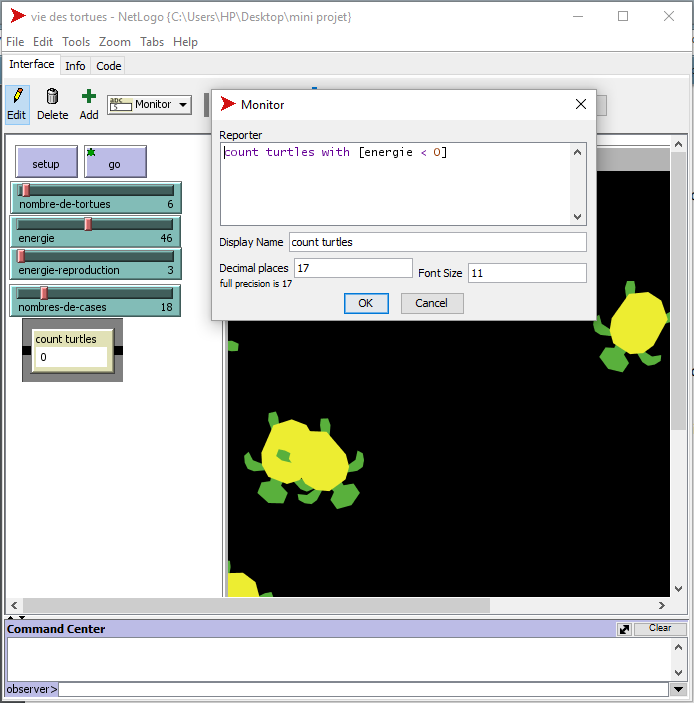 vie des tortues - NetLogo {C:\Users\HP\Desktop\mini projet}
File Edit Tools Zoom Tabs Help
Interface Info Code
Edit Delete Add
abc
5
Monitor
setup
go
nombre-de-tortues 6
energie 46
energie-reproduction 3
nombres-de-cases 18
count turtles
0
Monitor
Reporter
count turtles with [energie < 0]
Display Name count turtles
Decimal places 17
full precision is 17
Font Size 11
OK Cancel
Command Center
Clear
observer>